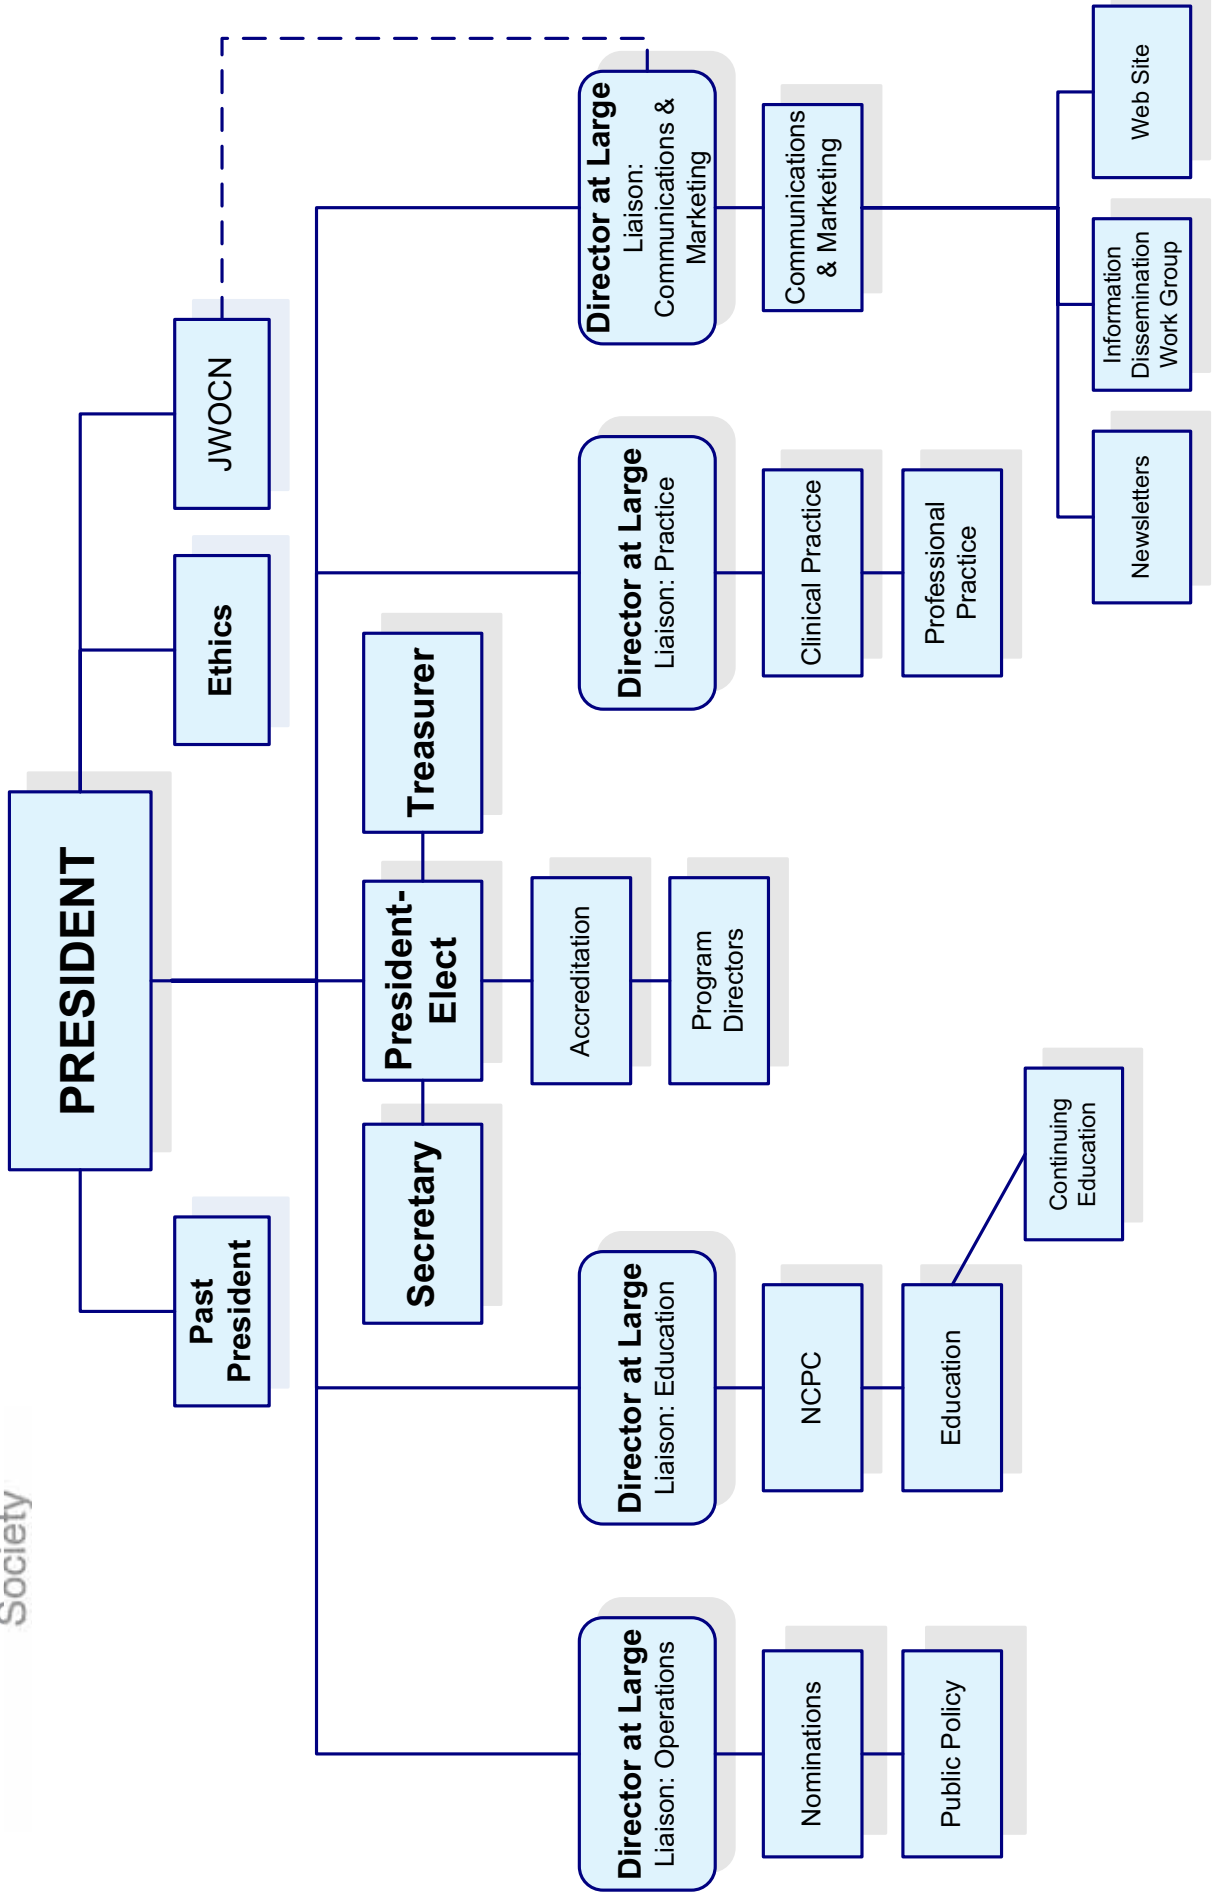 Society
PRESIDENT
Past
President
Ethics
JWOCN
Secretary
President-
Elect
Treasurer
Accreditation
Program
Directors
Director at Large
Liaison: Operations
Nominations
Public Policy
Director at Large
Liaison: Education
NCPC
Education
Continuing
Education
Director at Large
Liaison: Practice
Clinical Practice
Professional
Practice
Director at Large
Liaison:
Communications &
Marketing
Communications
& Marketing
Newsletters
Information
Dissemination
Work Group
Web Site